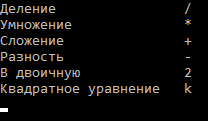 Деление /
Умножение *
Сложение +
Разность -
В двоичную 2
Квадратное уравнение k